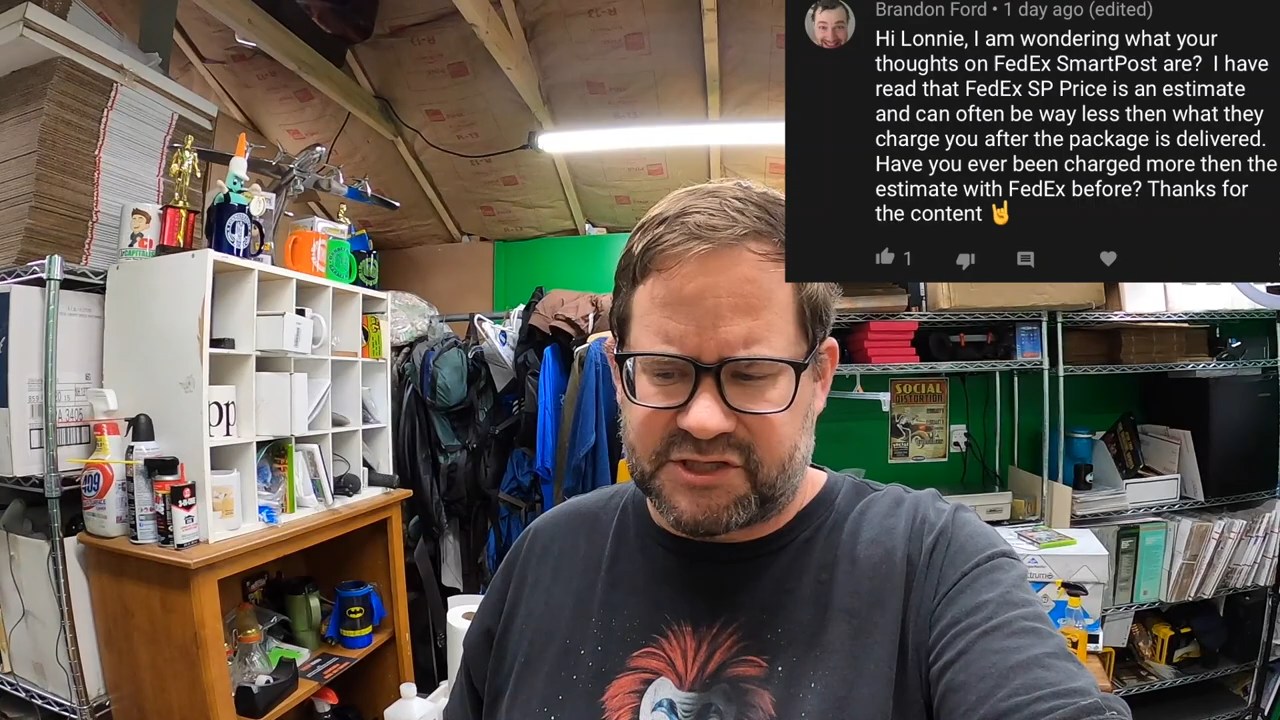 Brandon Ford • 1 day ago (edited)
Hi Lonnie, I am wondering what your
thoughts on FedEx SmartPost are? I have
read that FedEx SP Price is an estimate
and can often be way less then what they
charge you after the package is delivered.
Have you ever been charged more then the
estimate with FedEx before? Thanks for
the content 🤘
1
R-13
SOCIAL
DISTORTION
pp
409
A 3405